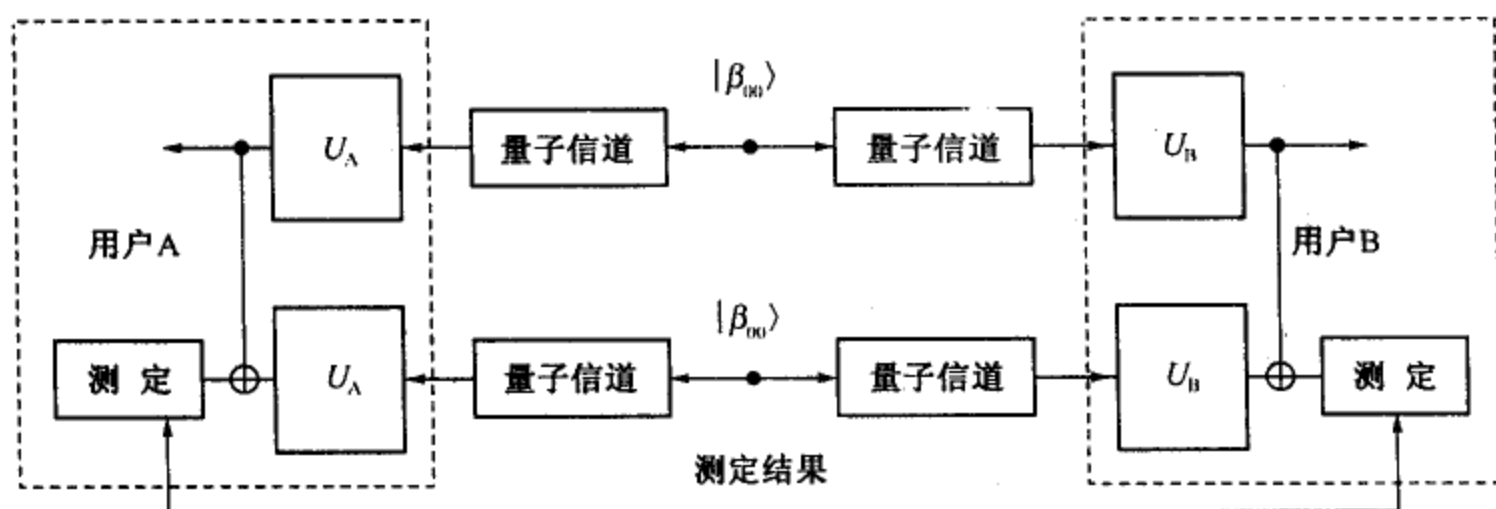 |β₀₀⟩
U_A 量子信道 量子信道 U_B
用户A 用户B
|β₀₀⟩
测 定 U_A 量子信道 量子信道 U_B 测 定
测定结果